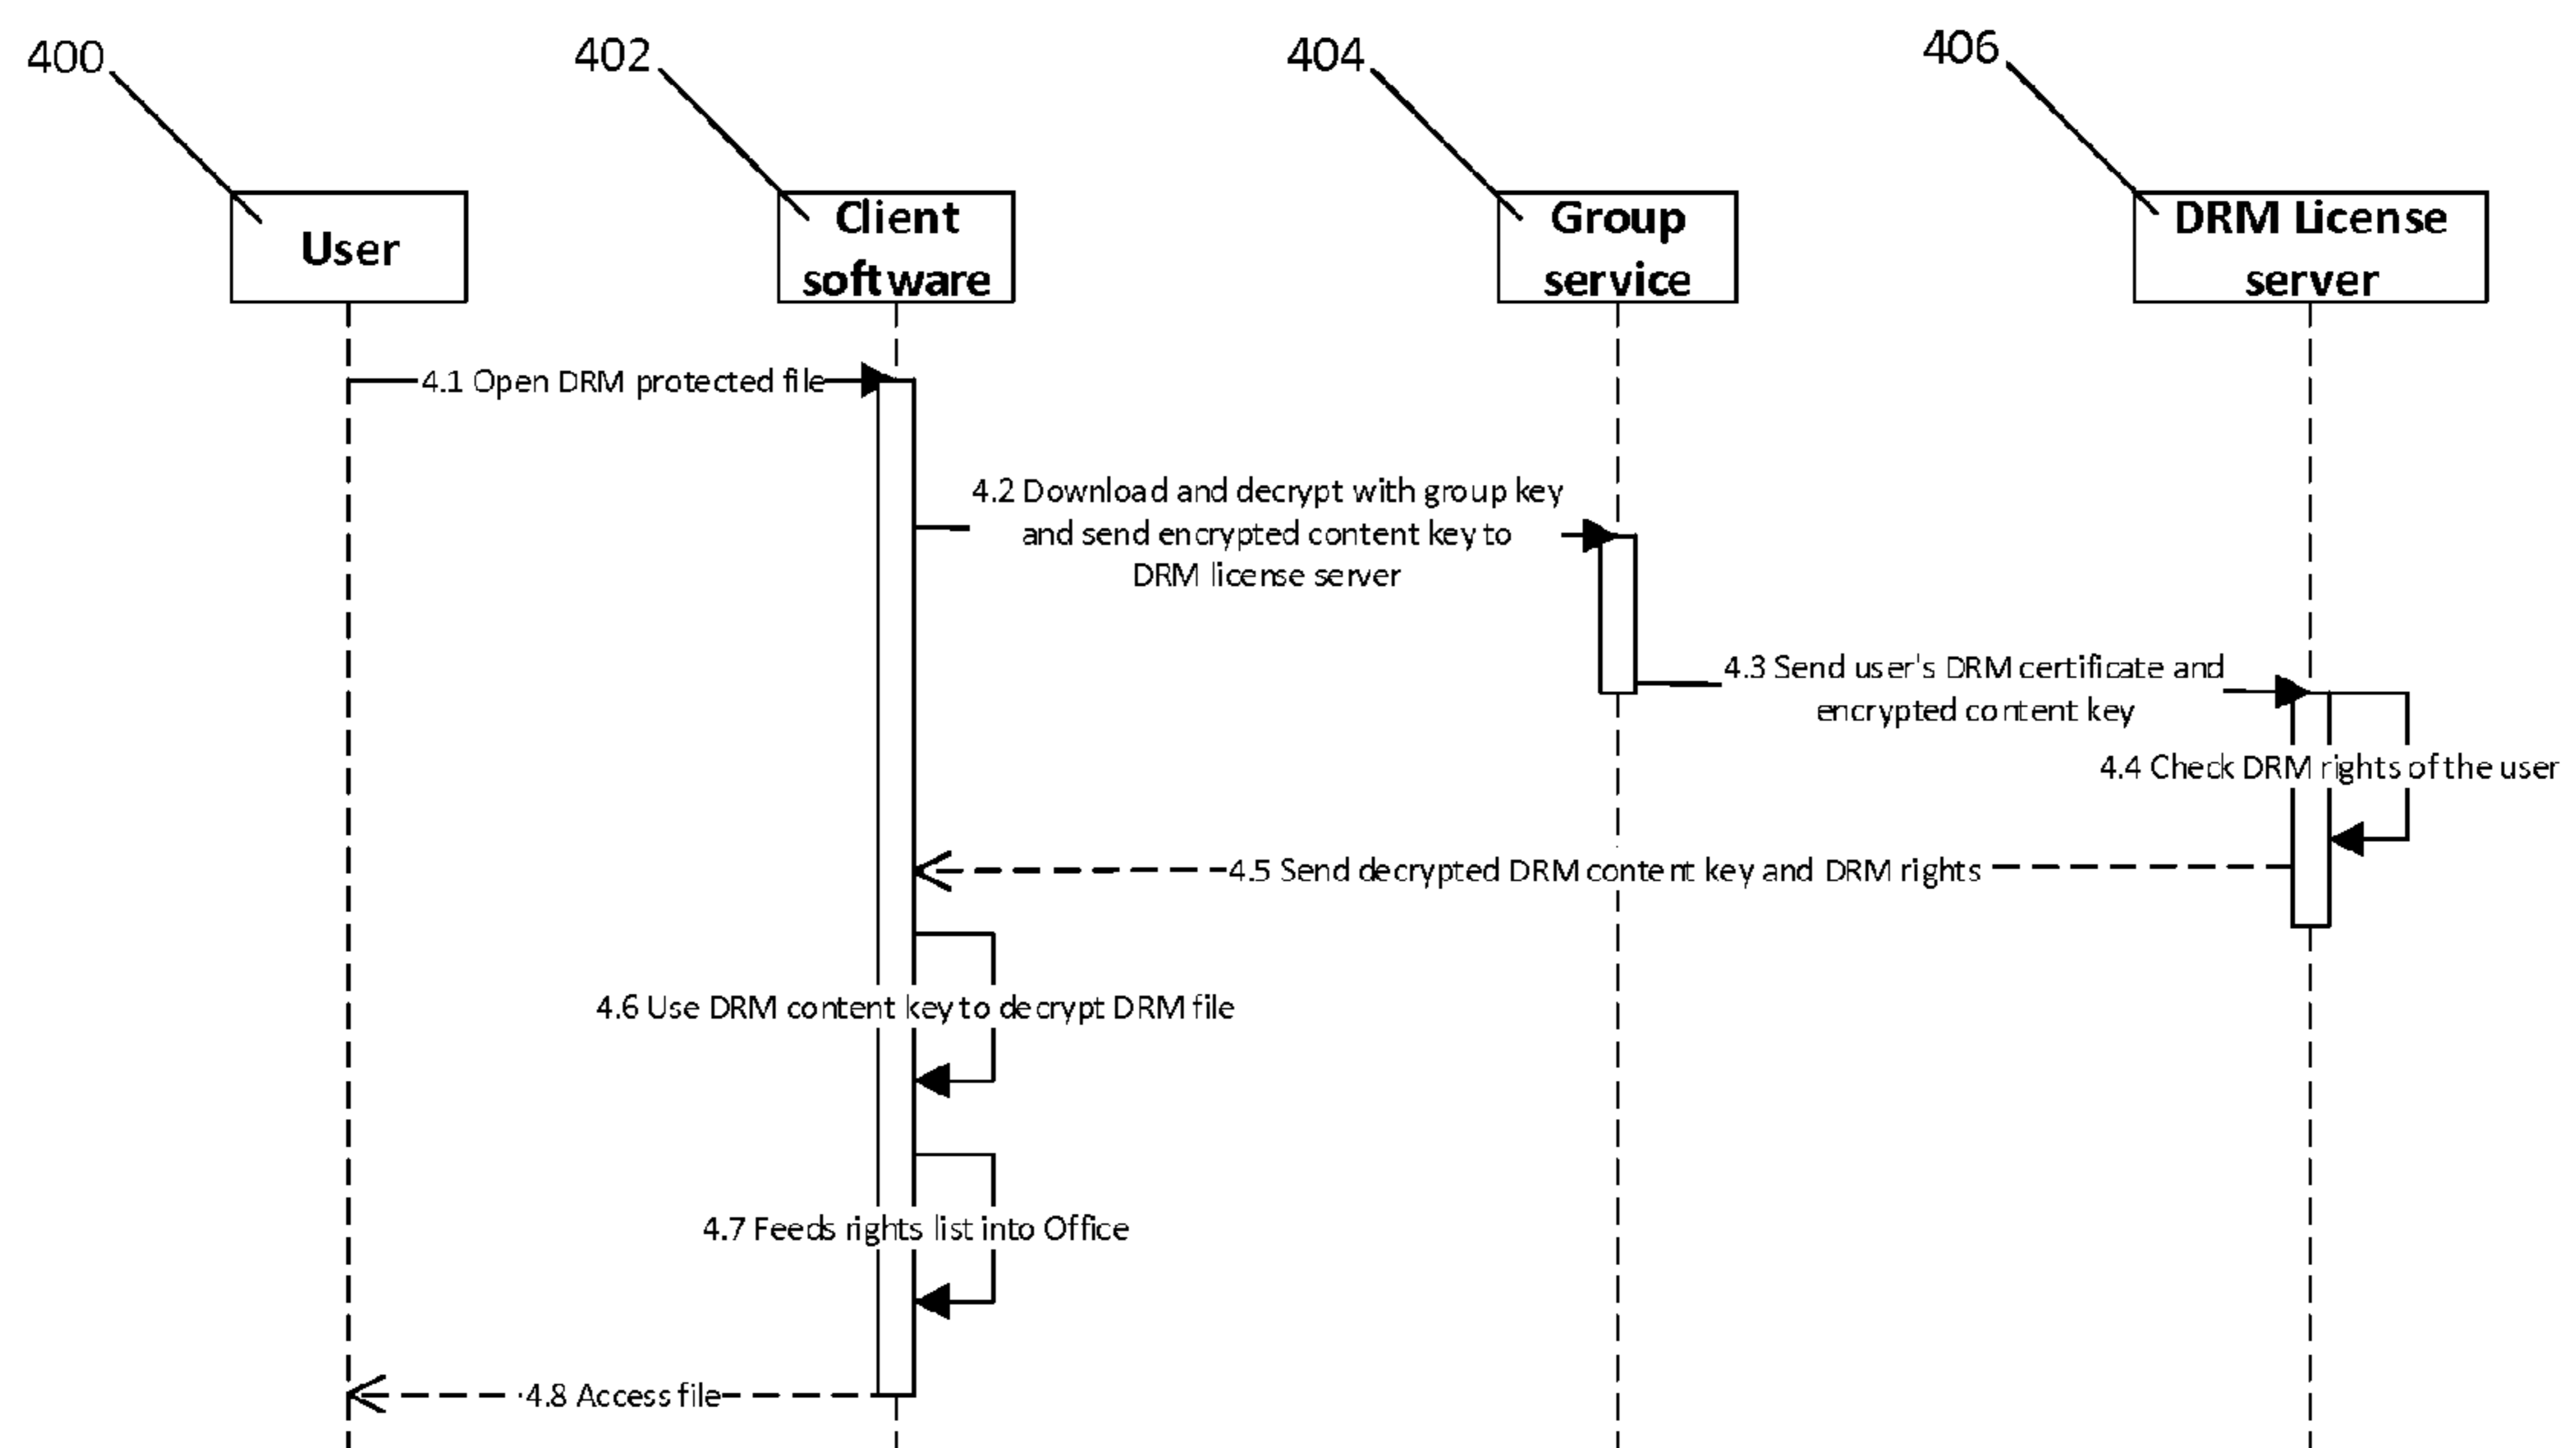 400
402
404
406
User
Client
software
Group
service
DRM License
server
4.1 Open DRM protected file
4.2 Download and decrypt with group key
and send encrypted content key to
DRM license server
4.3 Send user's DRM certificate and
encrypted content key
4.4 Check DRM rights of the user
4.5 Send decrypted DRM content key and DRM rights
4.6 Use DRM content key to decrypt DRM file
4.7 Feeds rights list into Office
4.8 Access file